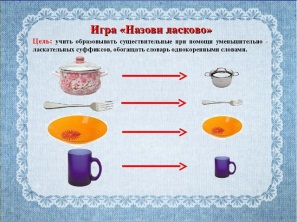 Игра «Назови ласково»
Цель: учить образовывать существительные при помощи уменьшительно
ласкательных суффиксов, обогащать словарь однокоренными словами.